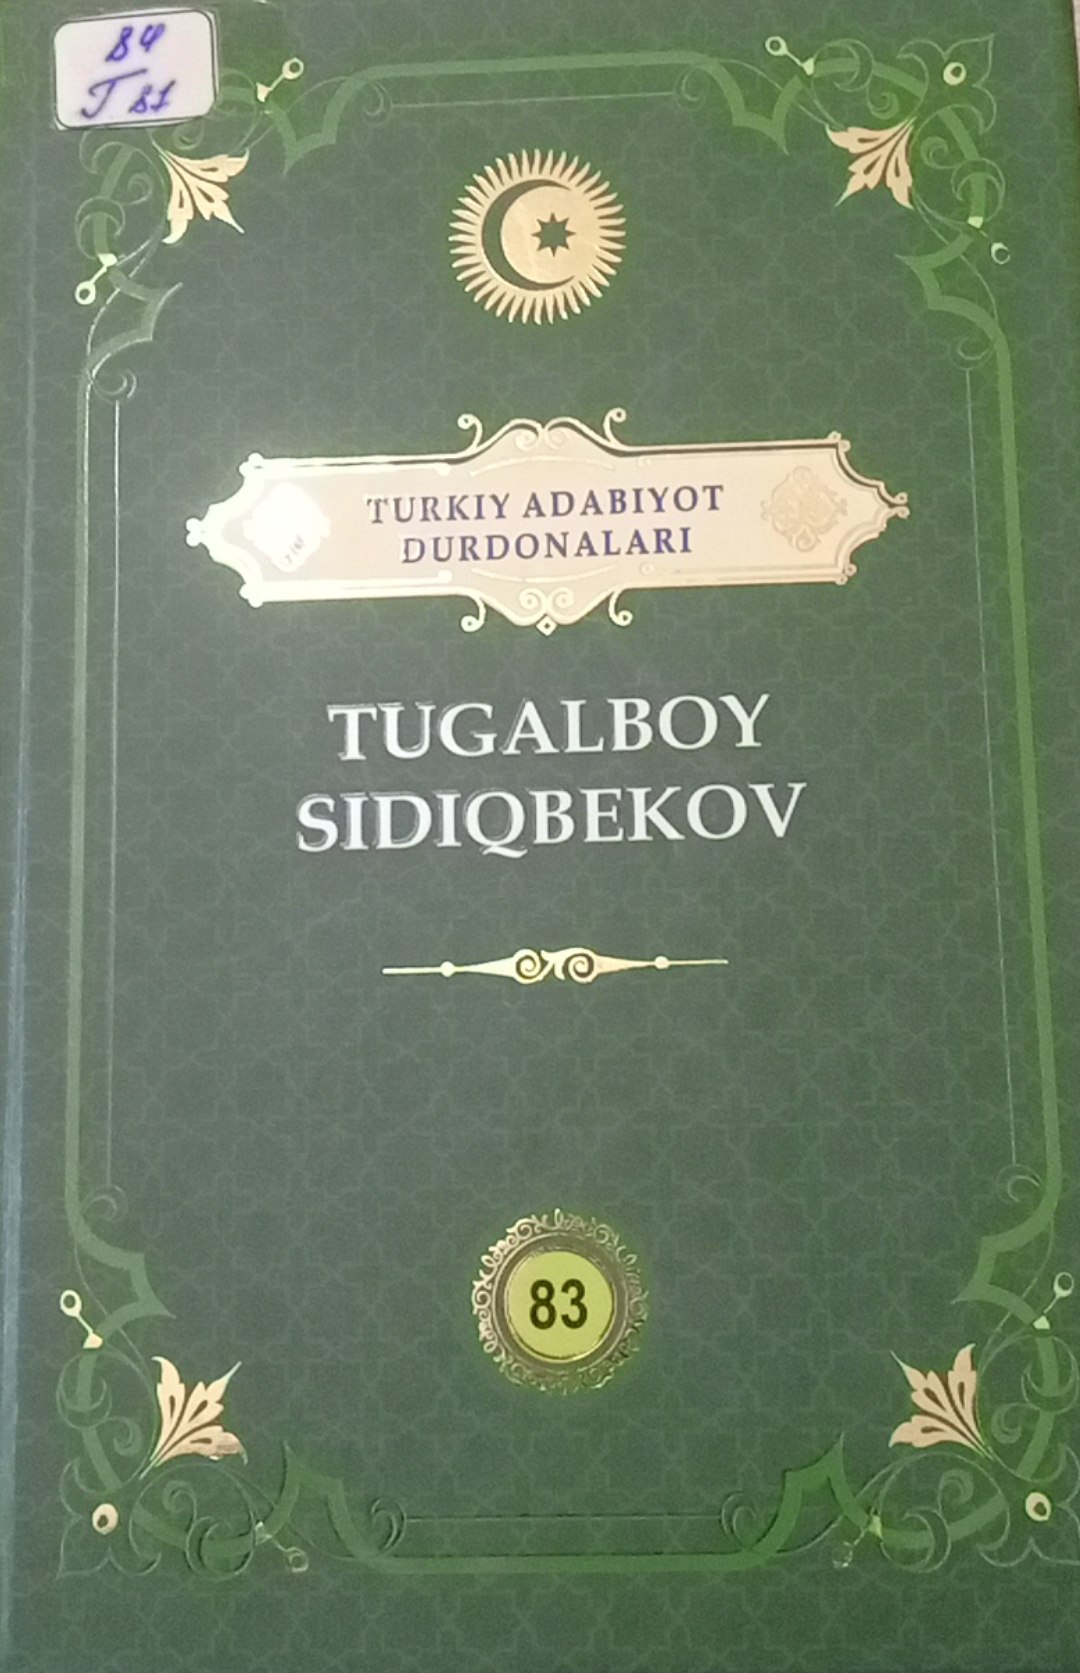 84
T 81
TURKIY ADABIYOT
DURDONALARI
TUGALBOY
SIDIQBEKOV
83